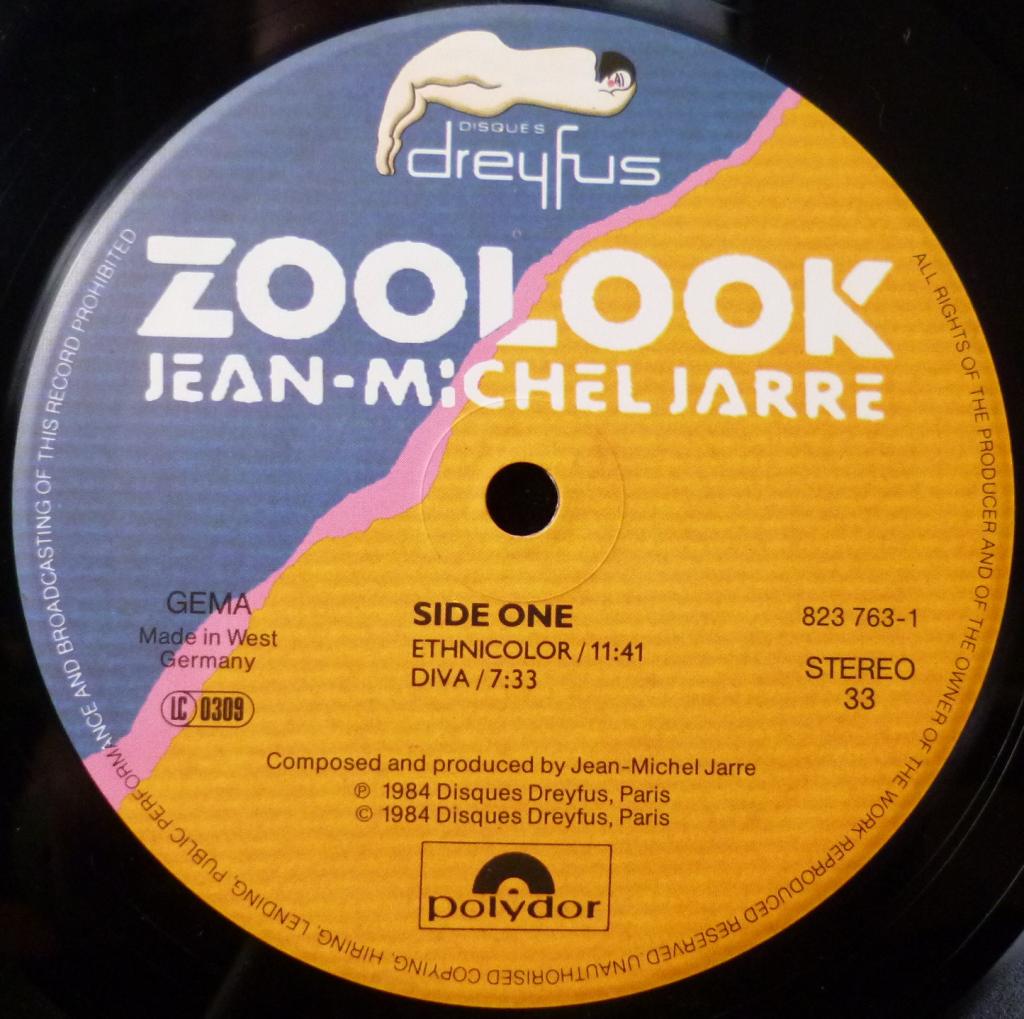 DISQUES
dreyfus
ZOOLOOK
JEAN-MiCHEL JARRE
GEMA
Made in West
Germany
LC 0309
SIDE ONE
ETHNICOLOR / 11:41
DIVA / 7:33
823 763-1
STEREO
33
Composed and produced by Jean-Michel Jarre
℗ 1984 Disques Dreyfus, Paris
© 1984 Disques Dreyfus, Paris
polydor
ALL RIGHTS OF THE PRODUCER AND OF THE OWNER OF THE WORK REPRODUCED RESERVED. UNAUTHORISED COPYING, HIRING, LENDING, PUBLIC PERFORMANCE AND BROADCASTING OF THIS RECORD PROHIBITED